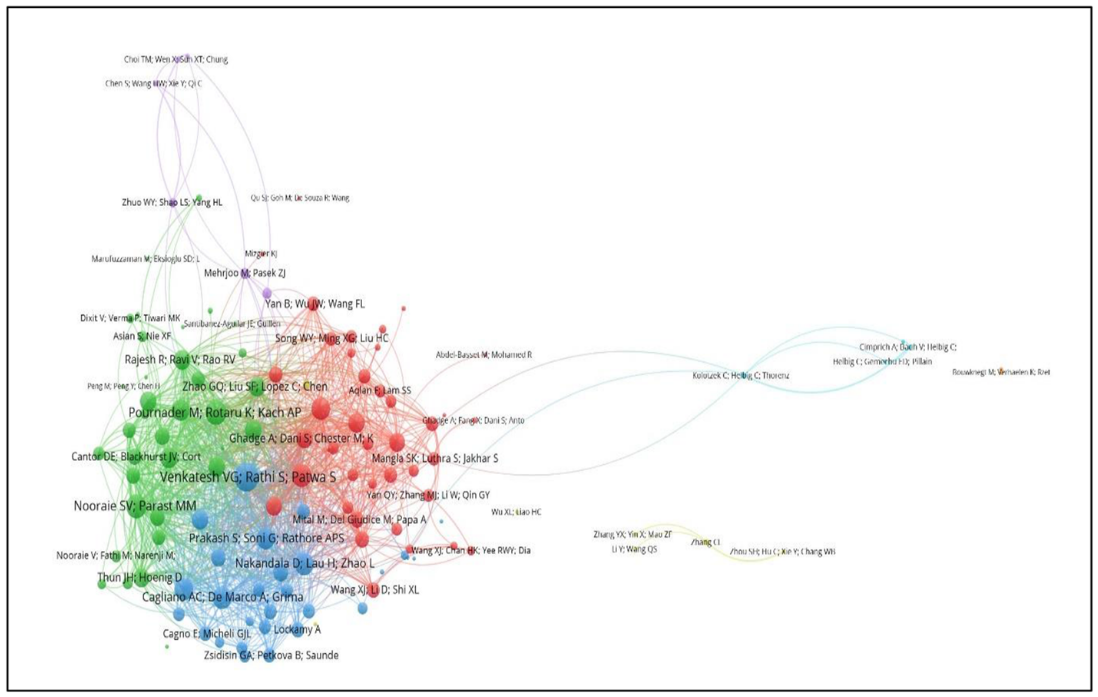 Choi TM; Wen X; Sun XT; Chung
Chen S; Wang HW; Xie Y; Qi C
Zhuo WY; Shao LS; Yang HL
Qu SJ; Goh M; De Souza R; Wang
Marufuzzaman M; Eksioglu SD; L
Mizgier KJ
Mehrjoo M; Pasek ZJ
Yan B; Wu JW; Wang FL
Dixit V; Verma P; Tiwari MK
Santibanez-Aguilar JE; Guillen
Asian S; Nie XF
Song WY; Ming XG; Liu HC
Rajesh R; Ravi V; Rao RV
Abdel-Basset M; Mohamed R
Cimprich A; Bach V; Helbig C;
Helbig C; Gemechu ED; Pillain
Kolotzek C; Helbig C; Thorenz
Bouwknegt M; Verhaelen K; Rzet
Peng M; Peng Y; Chen H
Zhao GQ; Liu SF; Lopez C; Chen
Aqlan F; Lam SS
Pournader M; Rotaru K; Kach AP
Ghadge A; Fang X; Dani S; Anto
Ghadge A; Dani S; Chester M; K
Cantor DE; Blackhurst JV; Cort
Mangla SK; Luthra S; Jakhar S
Venkatesh VG; Rathi S; Patwa S
Yan QY; Zhang MJ; Li W; Qin GY
Nooraie SV; Parast MM
Wu XL; Liao HC
Mital M; Del Giudice M; Papa A
Prakash S; Soni G; Rathore APS
Zhang YX; Yin X; Mau ZF
Zhang CL
Li Y; Wang QS
Zhou SH; Hu C; Xie Y; Chang WB
Nooraie V; Fathi M; Narenji M;
Wang XJ; Chan HK; Yee RWY; Dia
Nakandala D; Lau H; Zhao L
Thun JH; Hoenig D
Wang XJ; Li D; Shi XL
Cagliano AC; De Marco A; Grima
Cagno E; Micheli GJL
Lockamy A
Zsidisin GA; Petkova B; Saunde